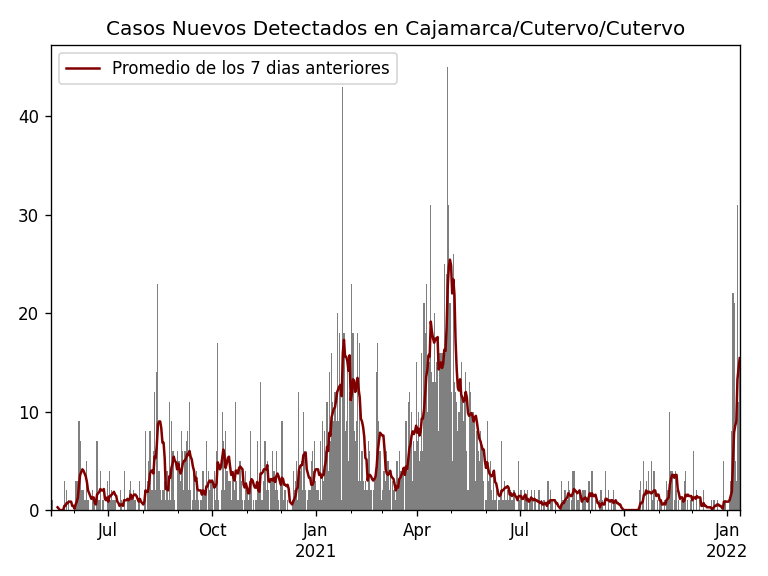 Casos Nuevos Detectados en Cajamarca/Cutervo/Cutervo
Promedio de los 7 dias anteriores
40
30
20
10
0
Jul Oct Jan Apr Jul Oct Jan
2021 2022